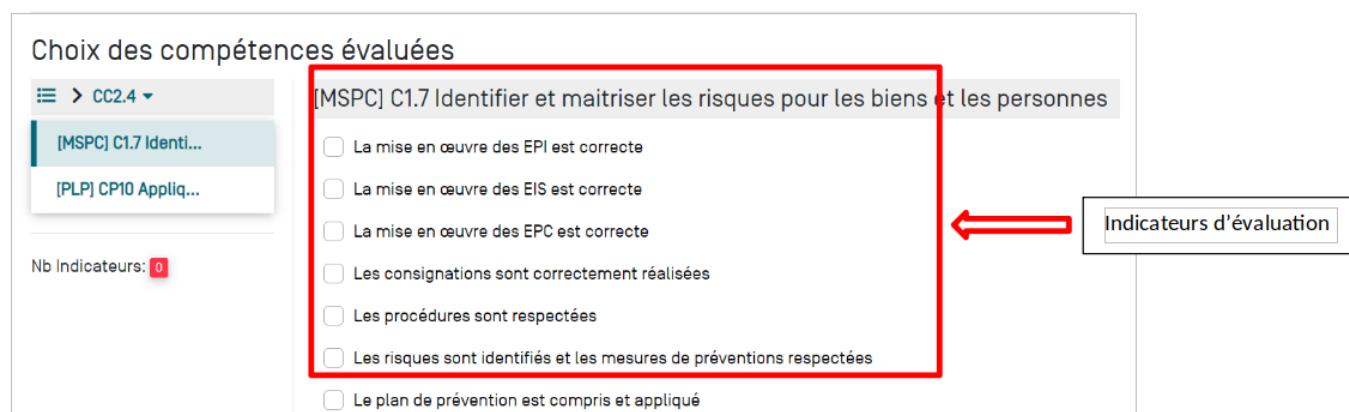 Choix des compétences évaluées
CC2.4
[MSPC] C1.7 Identi...
[PLP] CP10 Appliq...
Nb Indicateurs: 0
[MSPC] C1.7 Identifier et maitriser les risques pour les biens et les personnes
La mise en œuvre des EPI est correcte
La mise en œuvre des EIS est correcte
La mise en œuvre des EPC est correcte
Les consignations sont correctement réalisées
Les procédures sont respectées
Les risques sont identifiés et les mesures de préventions respectées
Le plan de prévention est compris et appliqué
Indicateurs d’évaluation